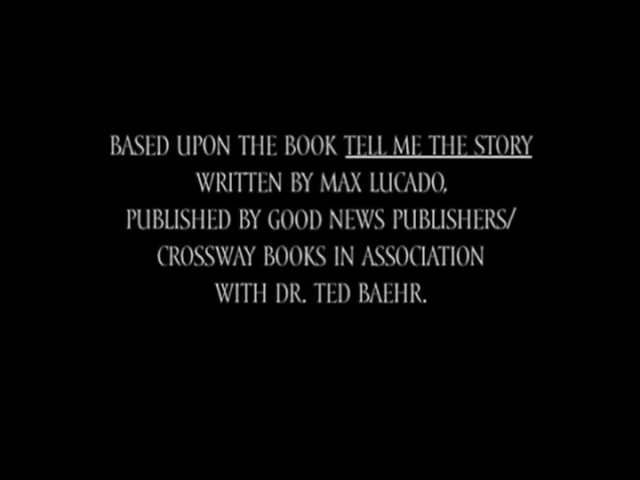 BASED UPON THE BOOK TELL ME THE STORY
WRITTEN BY MAX LUCADO,
PUBLISHED BY GOOD NEWS PUBLISHERS/
CROSSWAY BOOKS IN ASSOCIATION
WITH DR. TED BAEHR.